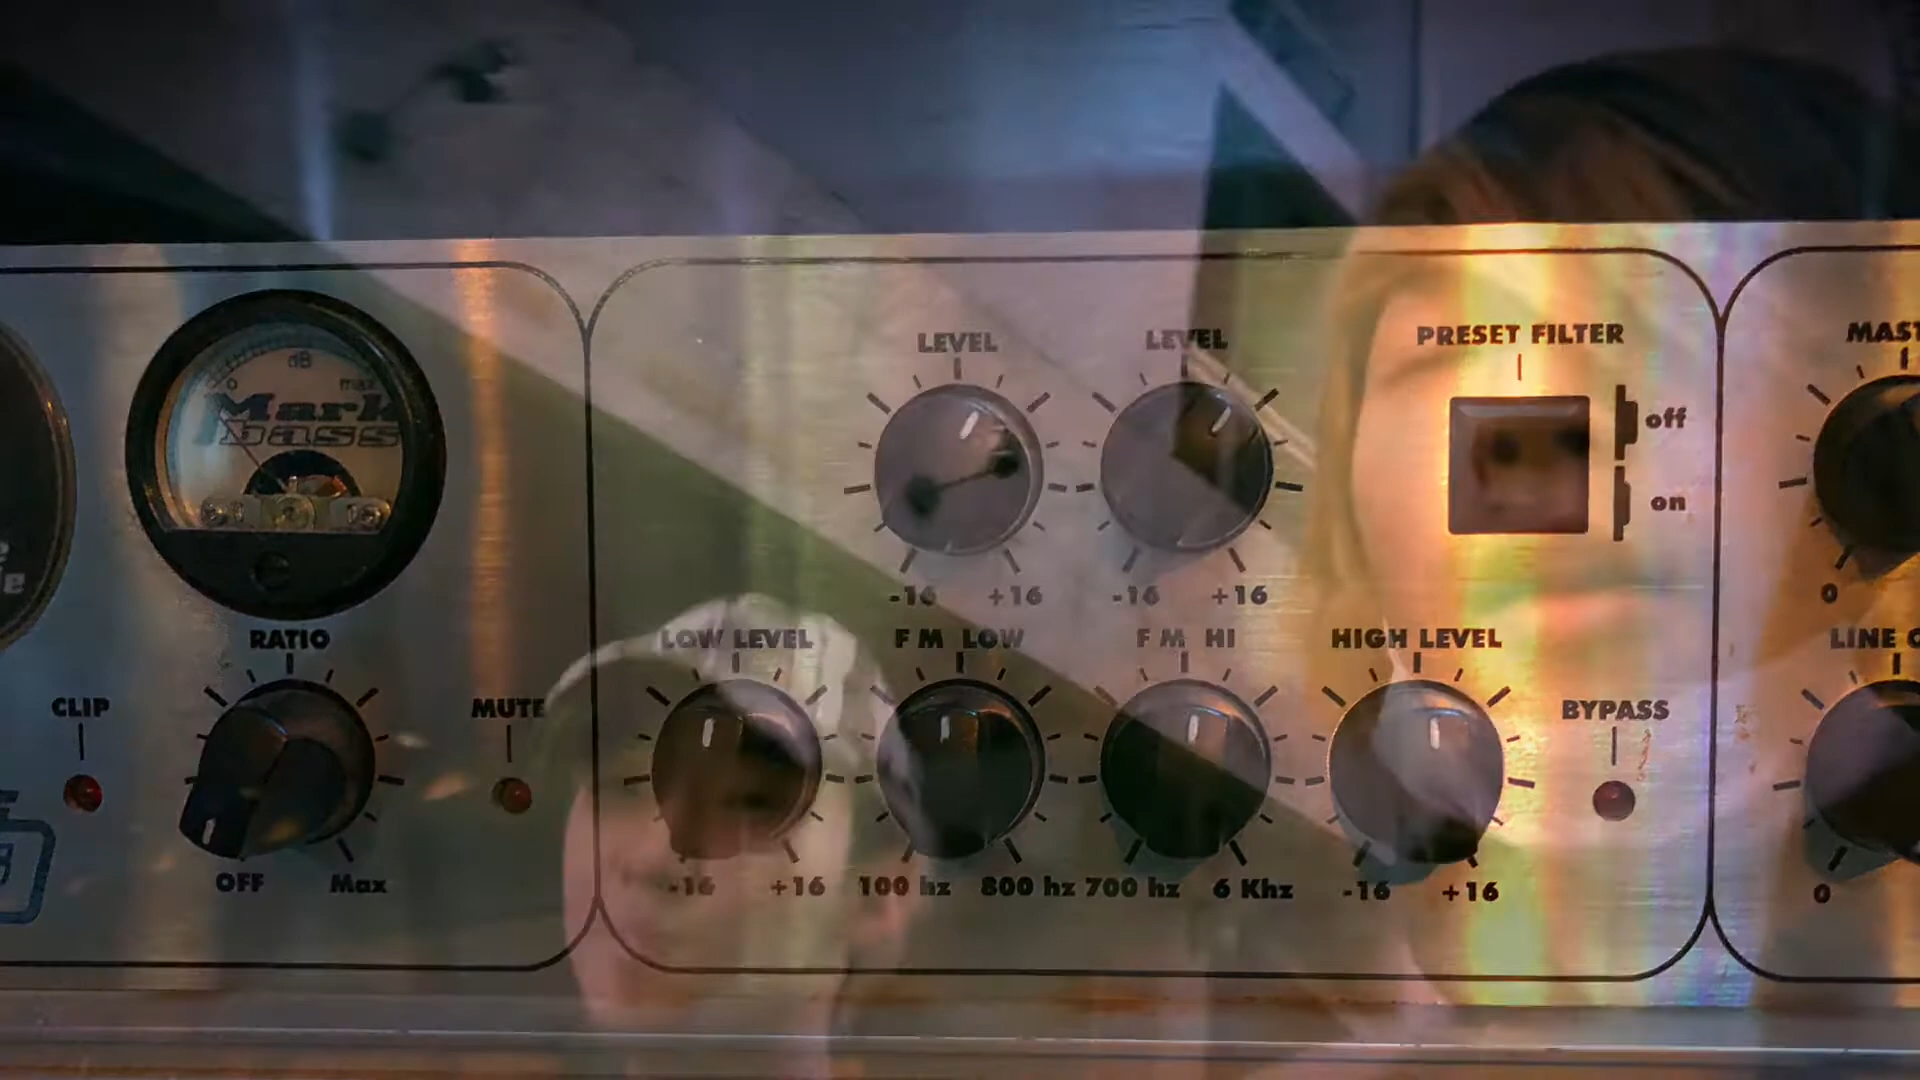 dB
0 max
Mark
bass
RATIO
OFF Max
CLIP
MUTE
LEVEL
-16 +16
LEVEL
-16 +16
PRESET FILTER
off
on
LOW LEVEL
-16 +16
F M LOW
100 hz 800 hz
F M HI
700 hz 6 Khz
HIGH LEVEL
-16 +16
BYPASS
0
0